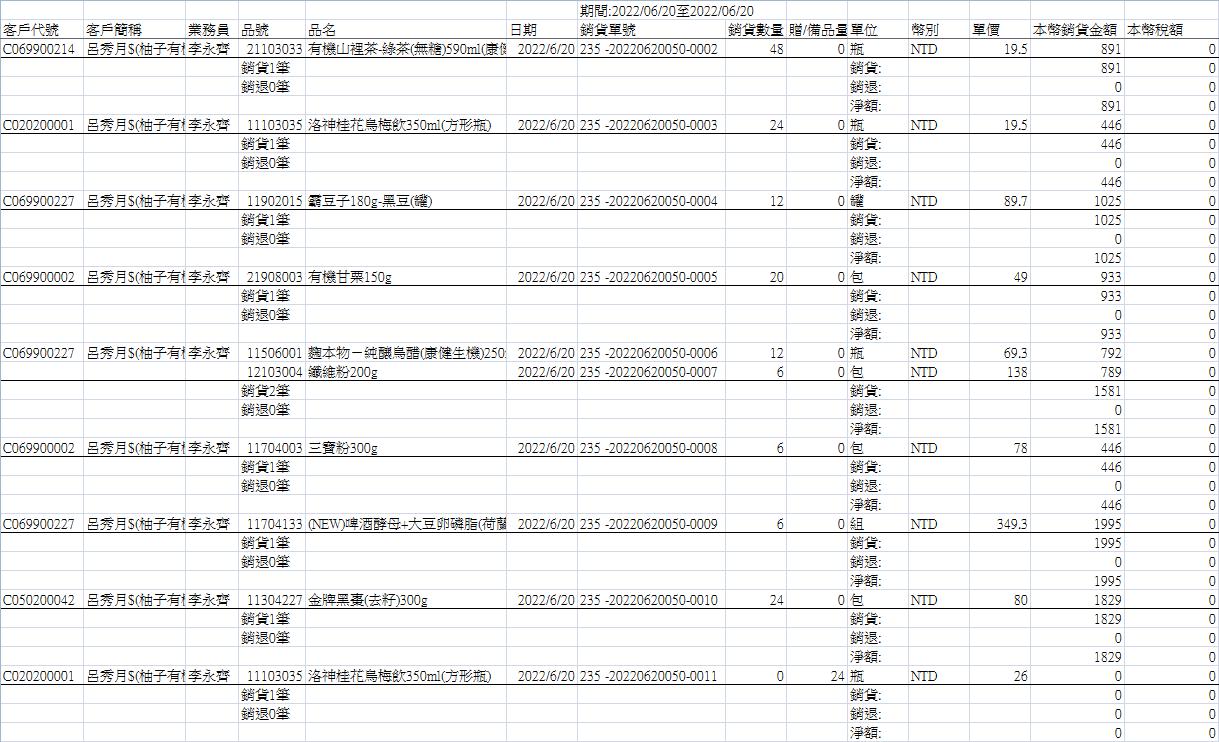 期間:2022/06/20至2022/06/20
客戶代號 客戶簡稱 業務員 品號 品名 日期 銷貨單號 銷貨數量 贈/備品量 單位 幣別 單價 本幣銷貨金額 本幣稅額
C069900214 呂秀月$(柚子有 李永齊 21103033 有機山裡茶-綠茶(無糖)590ml(康 2022/6/20 235 -20220620050-0002 48 0 瓶 NTD 19.5 891 0
銷貨1筆 銷貨: 891 0
銷退0筆 銷退: 0 0
淨額: 891 0
C020200001 呂秀月$(柚子有 李永齊 11103035 洛神桂花烏梅飲350ml(方形瓶) 2022/6/20 235 -20220620050-0003 24 0 瓶 NTD 19.5 446 0
銷貨1筆 銷貨: 446 0
銷退0筆 銷退: 0 0
淨額: 446 0
C069900227 呂秀月$(柚子有 李永齊 11902015 霸豆子180g-黑豆(罐) 2022/6/20 235 -20220620050-0004 12 0 罐 NTD 89.7 1025 0
銷貨1筆 銷貨: 1025 0
銷退0筆 銷退: 0 0
淨額: 1025 0
C069900002 呂秀月$(柚子有 李永齊 21908003 有機甘栗150g 2022/6/20 235 -20220620050-0005 20 0 包 NTD 49 933 0
銷貨1筆 銷貨: 933 0
銷退0筆 銷退: 0 0
淨額: 933 0
C069900227 呂秀月$(柚子有 李永齊 11506001 麴本物－純釀烏醋(康健生機)250 2022/6/20 235 -20220620050-0006 12 0 瓶 NTD 69.3 792 0
12103004 纖維粉200g 2022/6/20 235 -20220620050-0007 6 0 包 NTD 138 789 0
銷貨2筆 銷貨: 1581 0
銷退0筆 銷退: 0 0
淨額: 1581 0
C069900002 呂秀月$(柚子有 李永齊 11704003 三寶粉300g 2022/6/20 235 -20220620050-0008 6 0 包 NTD 78 446 0
銷貨1筆 銷貨: 446 0
銷退0筆 銷退: 0 0
淨額: 446 0
C069900227 呂秀月$(柚子有 李永齊 11704133 (NEW)啤酒酵母+大豆卵磷脂(荷蘭 2022/6/20 235 -20220620050-0009 6 0 組 NTD 349.3 1995 0
銷貨1筆 銷貨: 1995 0
銷退0筆 銷退: 0 0
淨額: 1995 0
C050200042 呂秀月$(柚子有 李永齊 11304227 金牌黑棗(去籽)300g 2022/6/20 235 -20220620050-0010 24 0 包 NTD 80 1829 0
銷貨1筆 銷貨: 1829 0
銷退0筆 銷退: 0 0
淨額: 1829 0
C020200001 呂秀月$(柚子有 李永齊 11103035 洛神桂花烏梅飲350ml(方形瓶) 2022/6/20 235 -20220620050-0011 0 24 瓶 NTD 26 0 0
銷貨1筆 銷貨: 0 0
銷退0筆 銷退: 0 0
淨額: 0 0